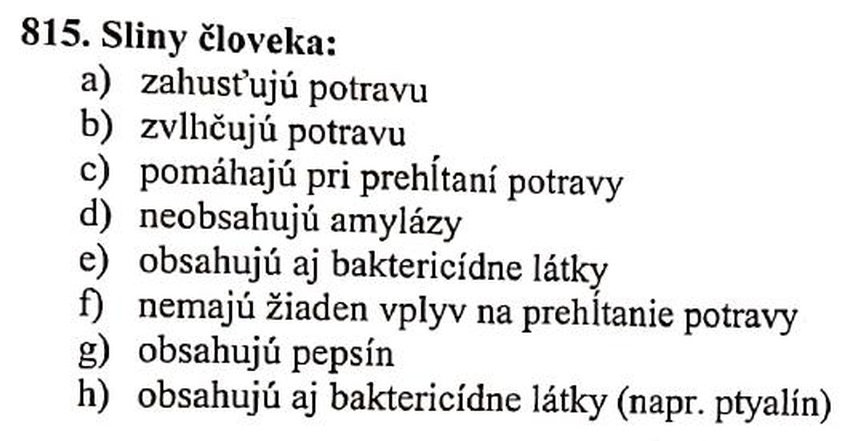 815. Sliny človeka:
a) zahusťujú potravu
b) zvlhčujú potravu
c) pomáhajú pri prehĺtaní potravy
d) neobsahujú amylázy
e) obsahujú aj baktericídne látky
f) nemajú žiaden vplyv na prehĺtanie potravy
g) obsahujú pepsín
h) obsahujú aj baktericídne látky (napr. ptyalín)